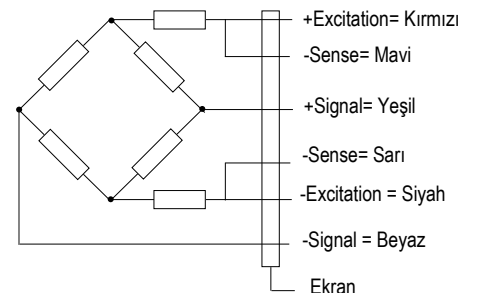 +Excitation= Kırmızı
-Sense= Mavi
+Signal= Yeşil
-Sense= Sarı
-Excitation = Siyah
-Signal = Beyaz
Ekran